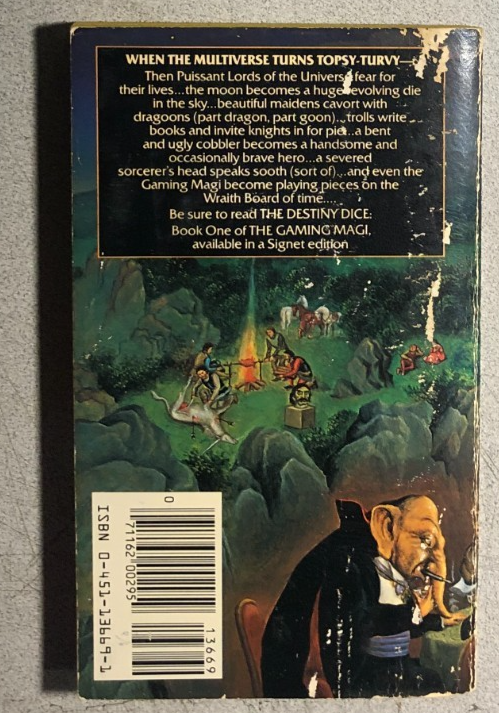 WHEN THE MULTIVERSE TURNS TOPSY-TURVY—
Then Puissant Lords of the Universe fear for
their lives...the moon becomes a huge revolving die
in the sky...beautiful maidens cavort with
dragoons (part dragon, part goon)...trolls write
books and invite knights in for pie...a bent
and ugly cobbler becomes a handsome and
occasionally brave hero...a severed
sorcerer's head speaks sooth (sort of)...and even the
Gaming Magi become playing pieces on the
Wraith Board of time....
Be sure to read THE DESTINY DICE:
Book One of THE GAMING MAGI,
available in a Signet edition
0
71162 00295
13669
ISBN 0-451-13669-1